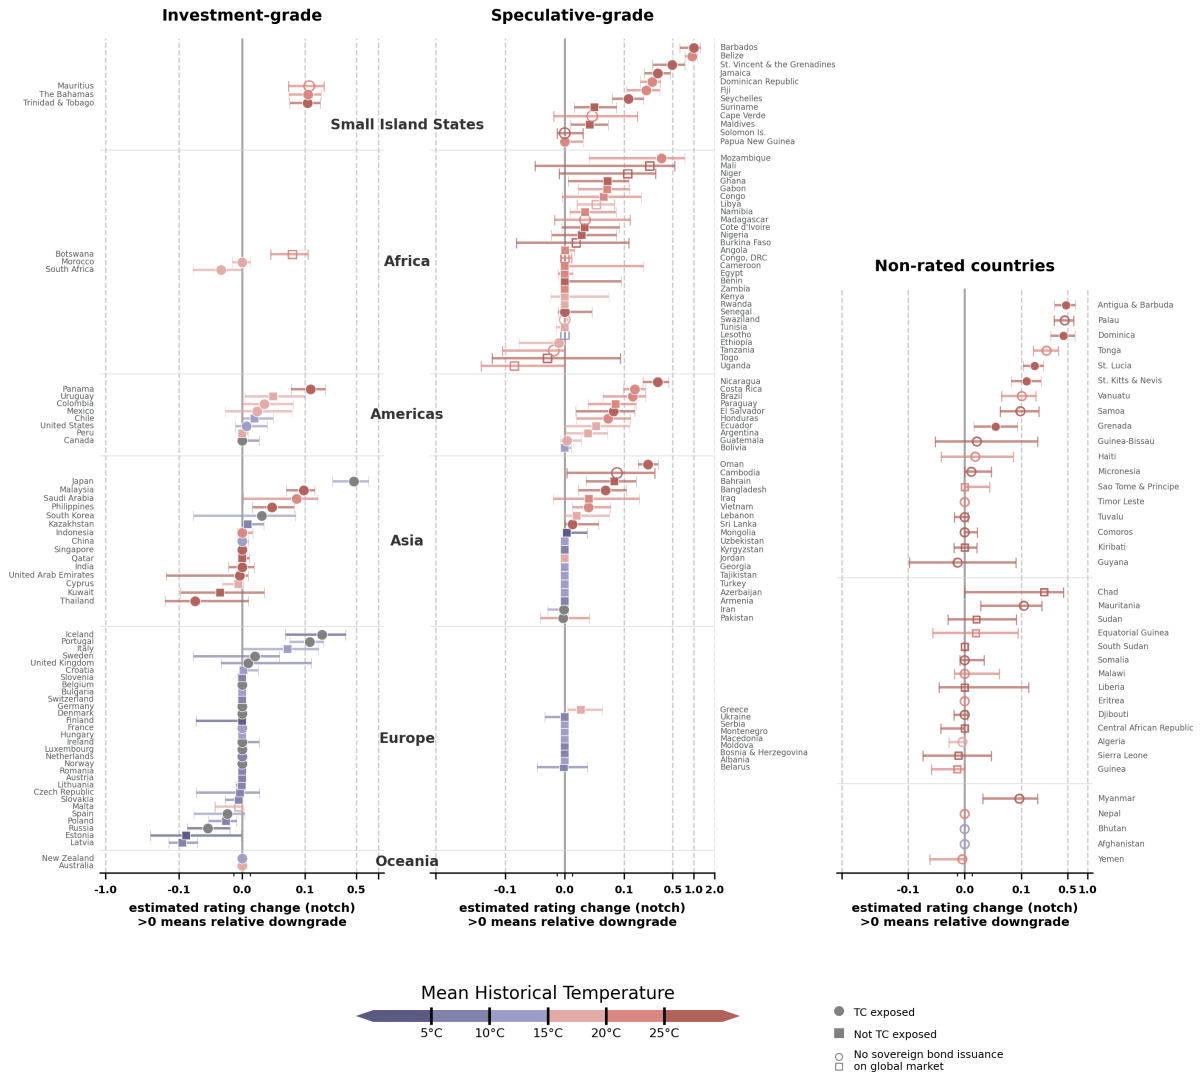 Investment-grade
Speculative-grade
Mauritius
The Bahamas
Trinidad & Tobago
Small Island States
Barbados
Belize
St. Vincent & the Grenadines
Jamaica
Dominican Republic
Fiji
Seychelles
Suriname
Cape Verde
Maldives
Solomon Is.
Papua New Guinea
Botswana
Morocco
South Africa
Africa
Mozambique
Mali
Niger
Ghana
Gabon
Congo
Libya
Namibia
Madagascar
Cote d'Ivoire
Nigeria
Burkina Faso
Angola
Congo, DRC
Cameroon
Egypt
Benin
Zambia
Kenya
Rwanda
Senegal
Swaziland
Tunisia
Lesotho
Ethiopia
Tanzania
Togo
Uganda
Panama
Uruguay
Colombia
Mexico
Chile
United States
Peru
Canada
Americas
Nicaragua
Costa Rica
Brazil
Paraguay
El Salvador
Honduras
Ecuador
Argentina
Guatemala
Bolivia
Japan
Malaysia
Saudi Arabia
Philippines
South Korea
Kazakhstan
Indonesia
China
Singapore
Qatar
India
United Arab Emirates
Cyprus
Kuwait
Thailand
Asia
Oman
Cambodia
Bahrain
Bangladesh
Iraq
Vietnam
Lebanon
Sri Lanka
Mongolia
Uzbekistan
Kyrgyzstan
Jordan
Georgia
Tajikistan
Turkey
Azerbaijan
Armenia
Iran
Pakistan
Iceland
Portugal
Italy
Sweden
United Kingdom
Croatia
Slovenia
Belgium
Bulgaria
Switzerland
Germany
Denmark
Finland
France
Hungary
Ireland
Luxembourg
Netherlands
Norway
Romania
Austria
Lithuania
Czech Republic
Slovakia
Malta
Spain
Poland
Russia
Estonia
Latvia
Europe
Greece
Ukraine
Serbia
Montenegro
Macedonia
Moldova
Bosnia & Herzegovina
Albania
Belarus
New Zealand
Australia
Oceania
-1.0 -0.1 0.0 0.1 0.5
estimated rating change (notch)
>0 means relative downgrade
-0.1 0.0 0.1 0.5 1.0 2.0
estimated rating change (notch)
>0 means relative downgrade
Non-rated countries
Antigua & Barbuda
Palau
Dominica
Tonga
St. Lucia
St. Kitts & Nevis
Vanuatu
Samoa
Grenada
Guinea-Bissau
Haiti
Micronesia
Sao Tome & Principe
Timor Leste
Tuvalu
Comoros
Kiribati
Guyana
Chad
Mauritania
Sudan
Equatorial Guinea
South Sudan
Somalia
Malawi
Liberia
Eritrea
Djibouti
Central African Republic
Algeria
Sierra Leone
Guinea
Myanmar
Nepal
Bhutan
Afghanistan
Yemen
-0.1 0.0 0.1 0.5 1.0
estimated rating change (notch)
>0 means relative downgrade
Mean Historical Temperature
5°C 10°C 15°C 20°C 25°C
TC exposed
Not TC exposed
No sovereign bond issuance
on global market